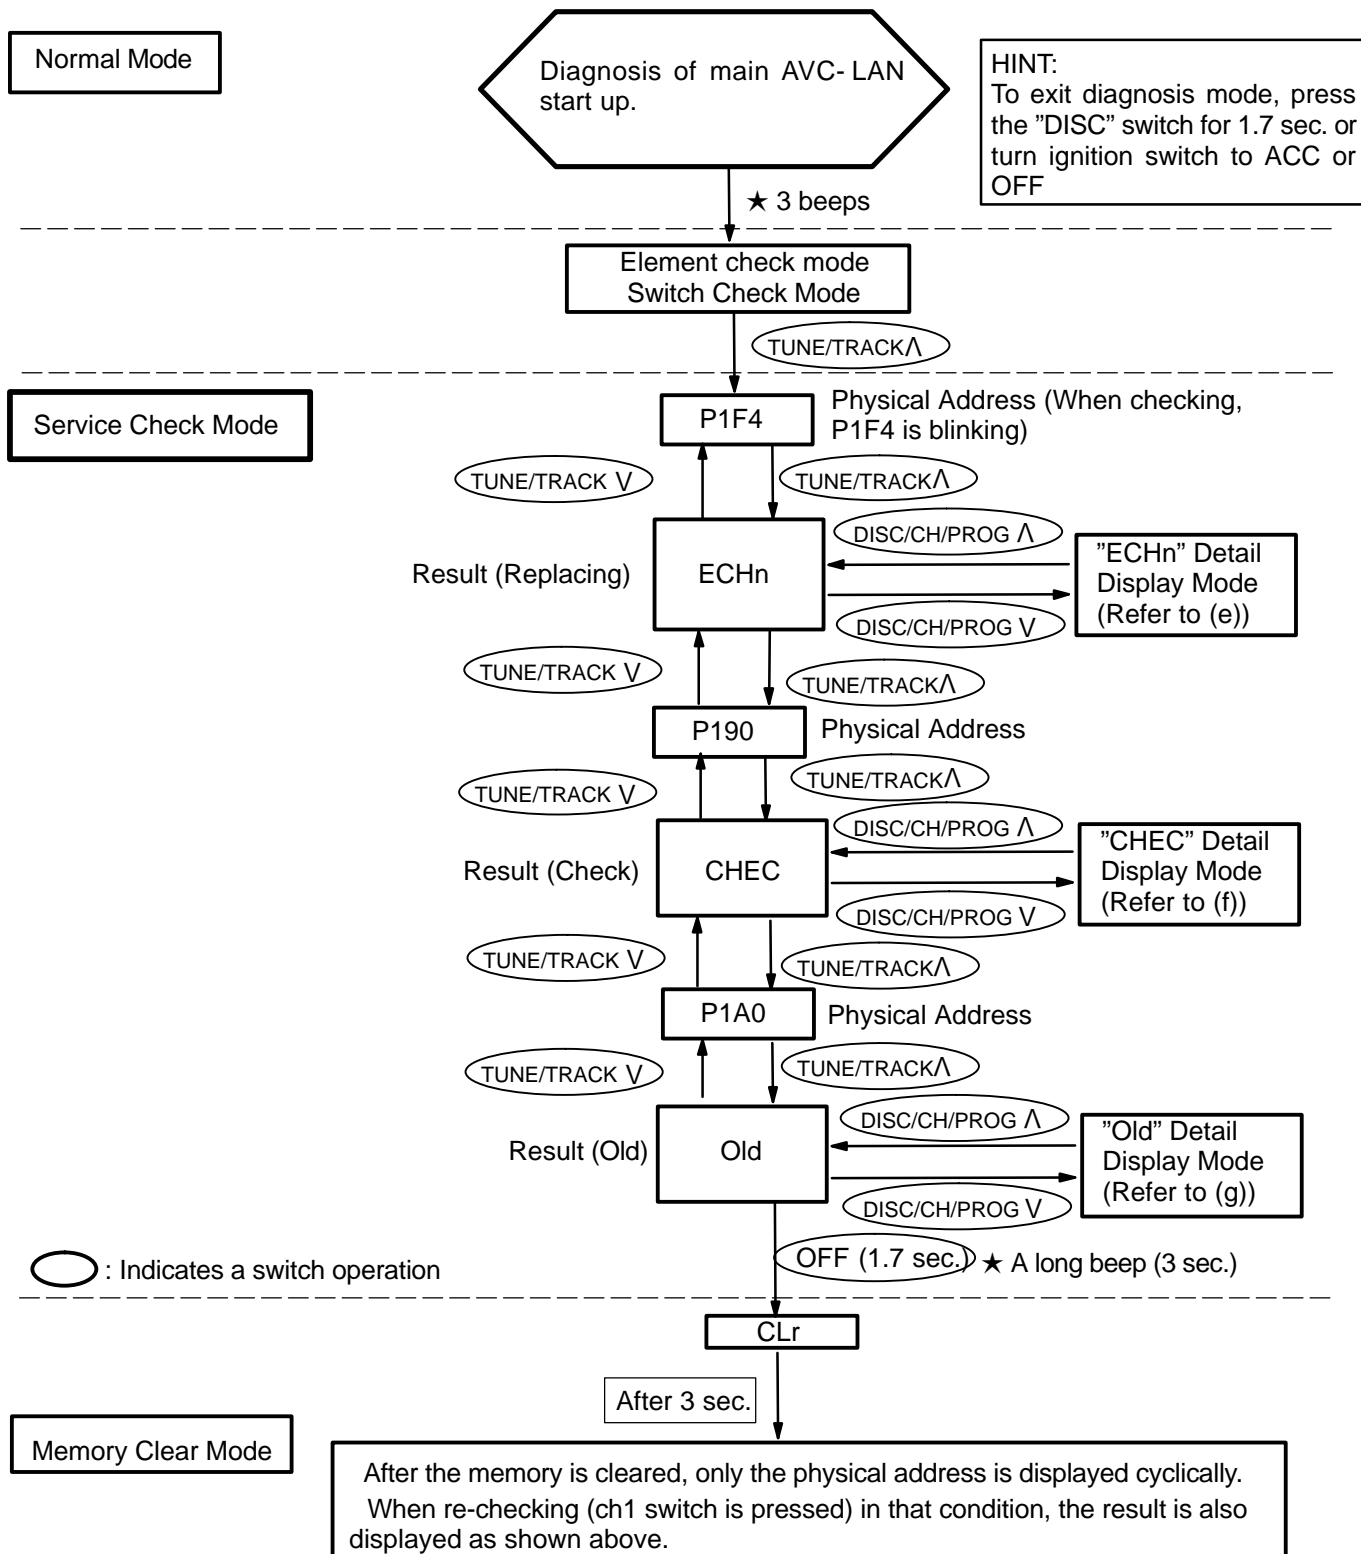 Normal Mode
Diagnosis of main AVC- LAN
start up.
HINT:
To exit diagnosis mode, press
the ”DISC” switch for 1.7 sec. or
turn ignition switch to ACC or
OFF
★ 3 beeps
Element check mode
Switch Check Mode
TUNE/TRACKΛ
Service Check Mode
P1F4
Physical Address (When checking,
P1F4 is blinking)
TUNE/TRACK V
TUNE/TRACKΛ
DISC/CH/PROG Λ
Result (Replacing)
ECHn
”ECHn” Detail
Display Mode
(Refer to (e))
DISC/CH/PROG V
TUNE/TRACK V
TUNE/TRACKΛ
P190
Physical Address
TUNE/TRACK V
TUNE/TRACKΛ
DISC/CH/PROG Λ
Result (Check)
CHEC
”CHEC” Detail
Display Mode
(Refer to (f))
DISC/CH/PROG V
TUNE/TRACK V
TUNE/TRACKΛ
P1A0
Physical Address
TUNE/TRACK V
TUNE/TRACKΛ
DISC/CH/PROG Λ
Result (Old)
Old
”Old” Detail
Display Mode
(Refer to (g))
DISC/CH/PROG V
OFF (1.7 sec.)
★ A long beep (3 sec.)
: Indicates a switch operation
CLr
After 3 sec.
Memory Clear Mode
After the memory is cleared, only the physical address is displayed cyclically.
When re-checking (ch1 switch is pressed) in that condition, the result is also
displayed as shown above.